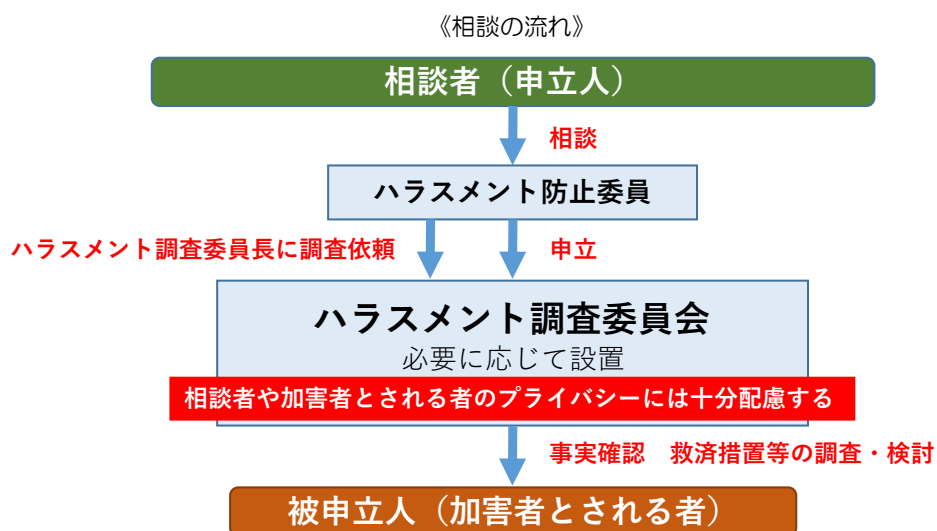 《相談の流れ》
相談者（申立人）
相談
ハラスメント防止委員
ハラスメント調査委員長に調査依頼
申立
ハラスメント調査委員会
必要に応じて設置
相談者や加害者とされる者のプライバシーには十分配慮する
事実確認　救済措置等の調査・検討
被申立人（加害者とされる者）